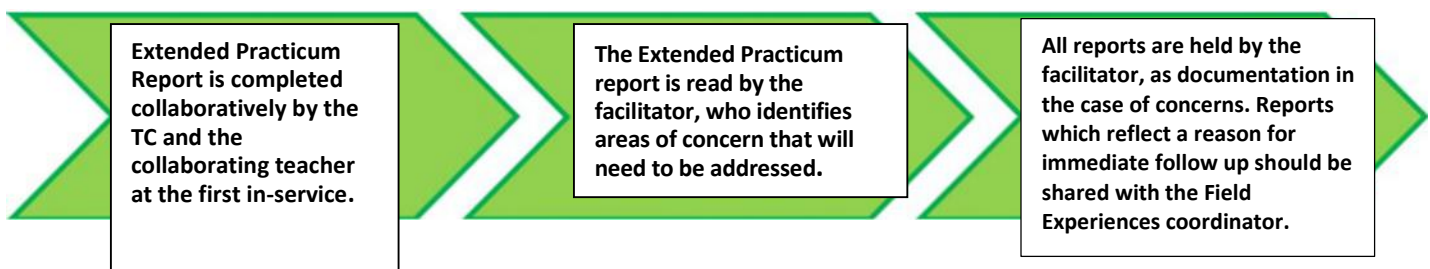 Extended Practicum
Report is completed
collaboratively by the
TC and the
collaborating teacher
at the first in-service.
The Extended Practicum
report is read by the
facilitator, who identifies
areas of concern that will
need to be addressed.
All reports are held by the
facilitator, as documentation in
the case of concerns. Reports
which reflect a reason for
immediate follow up should be
shared with the Field
Experiences coordinator.